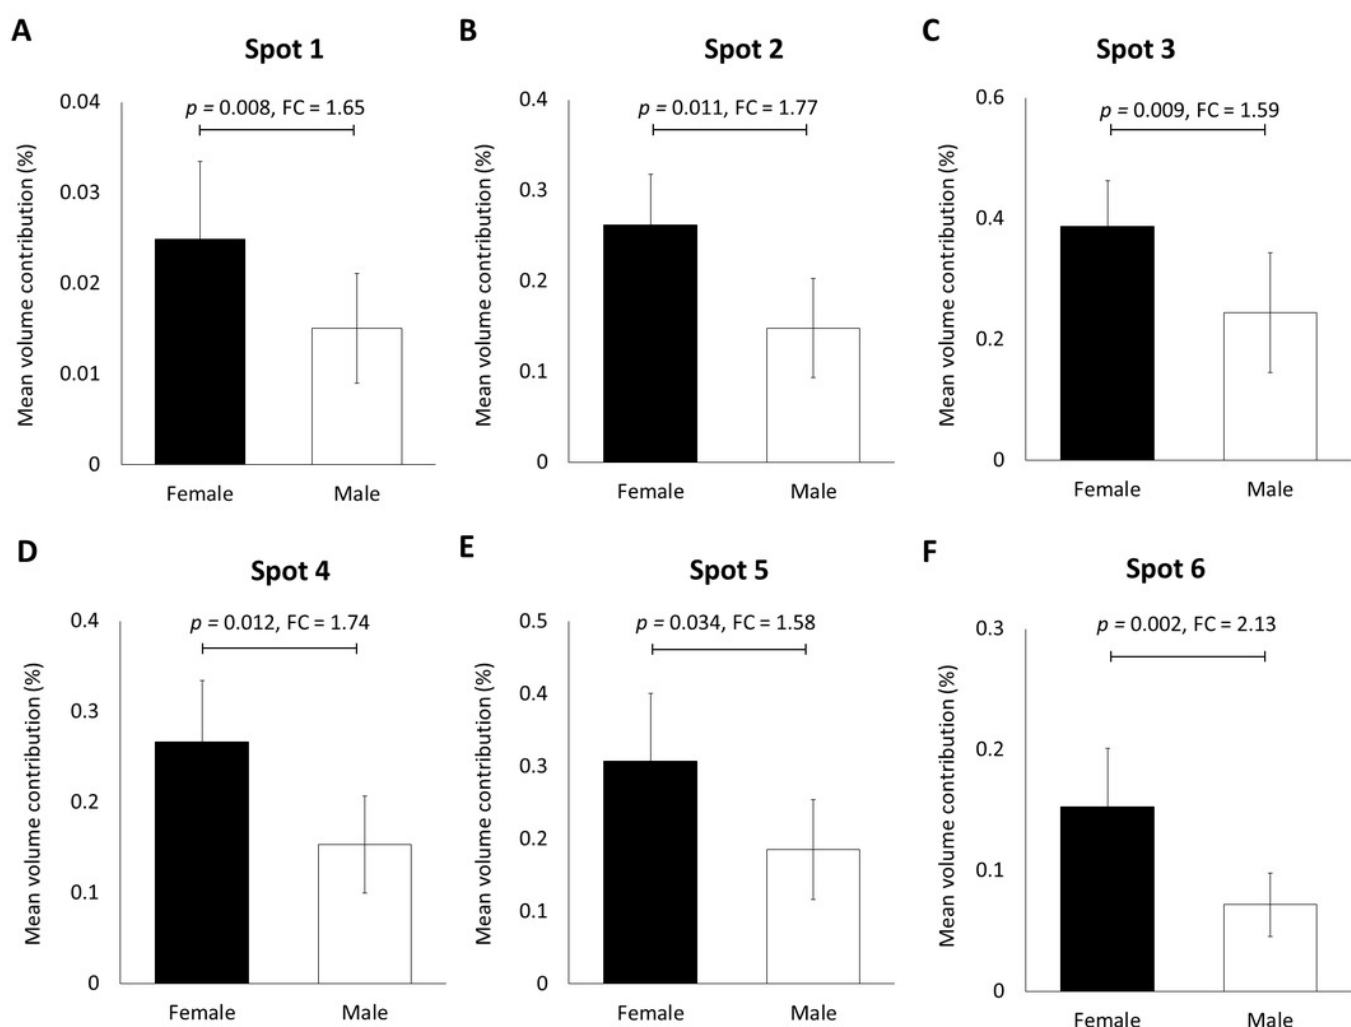 A
Spot 1
p = 0.008, FC = 1.65
Mean volume contribution (%)
0.04
0.03
0.02
0.01
0
Female Male
B
Spot 2
p = 0.011, FC = 1.77
Mean volume contribution (%)
0.4
0.3
0.2
0.1
0
Female Male
C
Spot 3
p = 0.009, FC = 1.59
Mean volume contribution (%)
0.6
0.4
0.2
0
Female Male
D
Spot 4
p = 0.012, FC = 1.74
Mean volume contribution (%)
0.4
0.3
0.2
0.1
0
Female Male
E
Spot 5
p = 0.034, FC = 1.58
Mean volume contribution (%)
0.5
0.4
0.3
0.2
0.1
0
Female Male
F
Spot 6
p = 0.002, FC = 2.13
Mean volume contribution (%)
0.3
0.2
0.1
0
Female Male